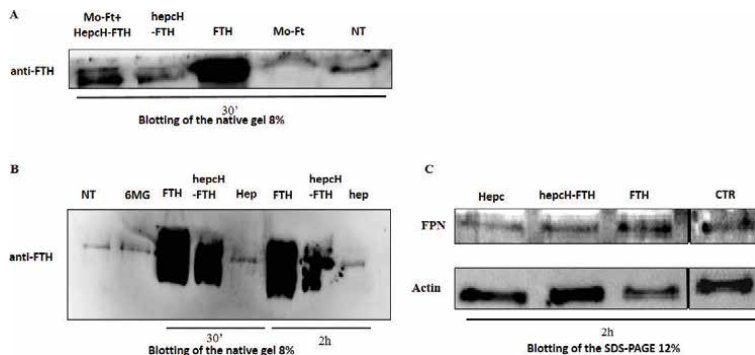 A
Mo-Ft+
HepcH-FTH
hepcH
-FTH
FTH
Mo-Ft
NT
anti-FTH
30'
Blotting of the native gel 8%
B
NT
6MG
FTH
hepcH
-FTH
Hep
FTH
hepcH
-FTH
hep
anti-FTH
30'
2h
Blotting of the native gel 8%
C
Hepc
hepcH-FTH
FTH
CTR
FPN
Actin
2h
Blotting of the SDS-PAGE 12%